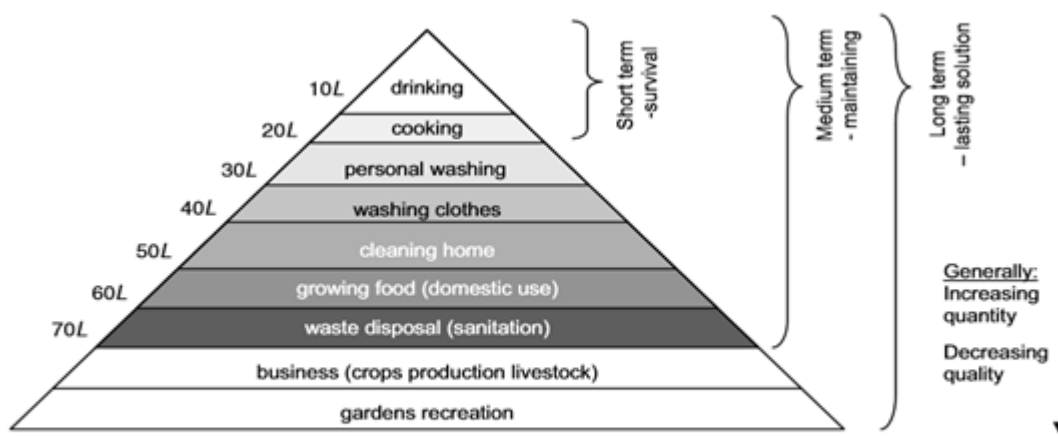 10L
drinking
20L
cooking
30L
personal washing
40L
washing clothes
50L
cleaning home
60L
growing food (domestic use)
70L
waste disposal (sanitation)
business (crops production livestock)
gardens recreation
Short term
-survival
Medium term
- maintaining
Long term
– lasting solution
Generally:
Increasing
quantity
Decreasing
quality